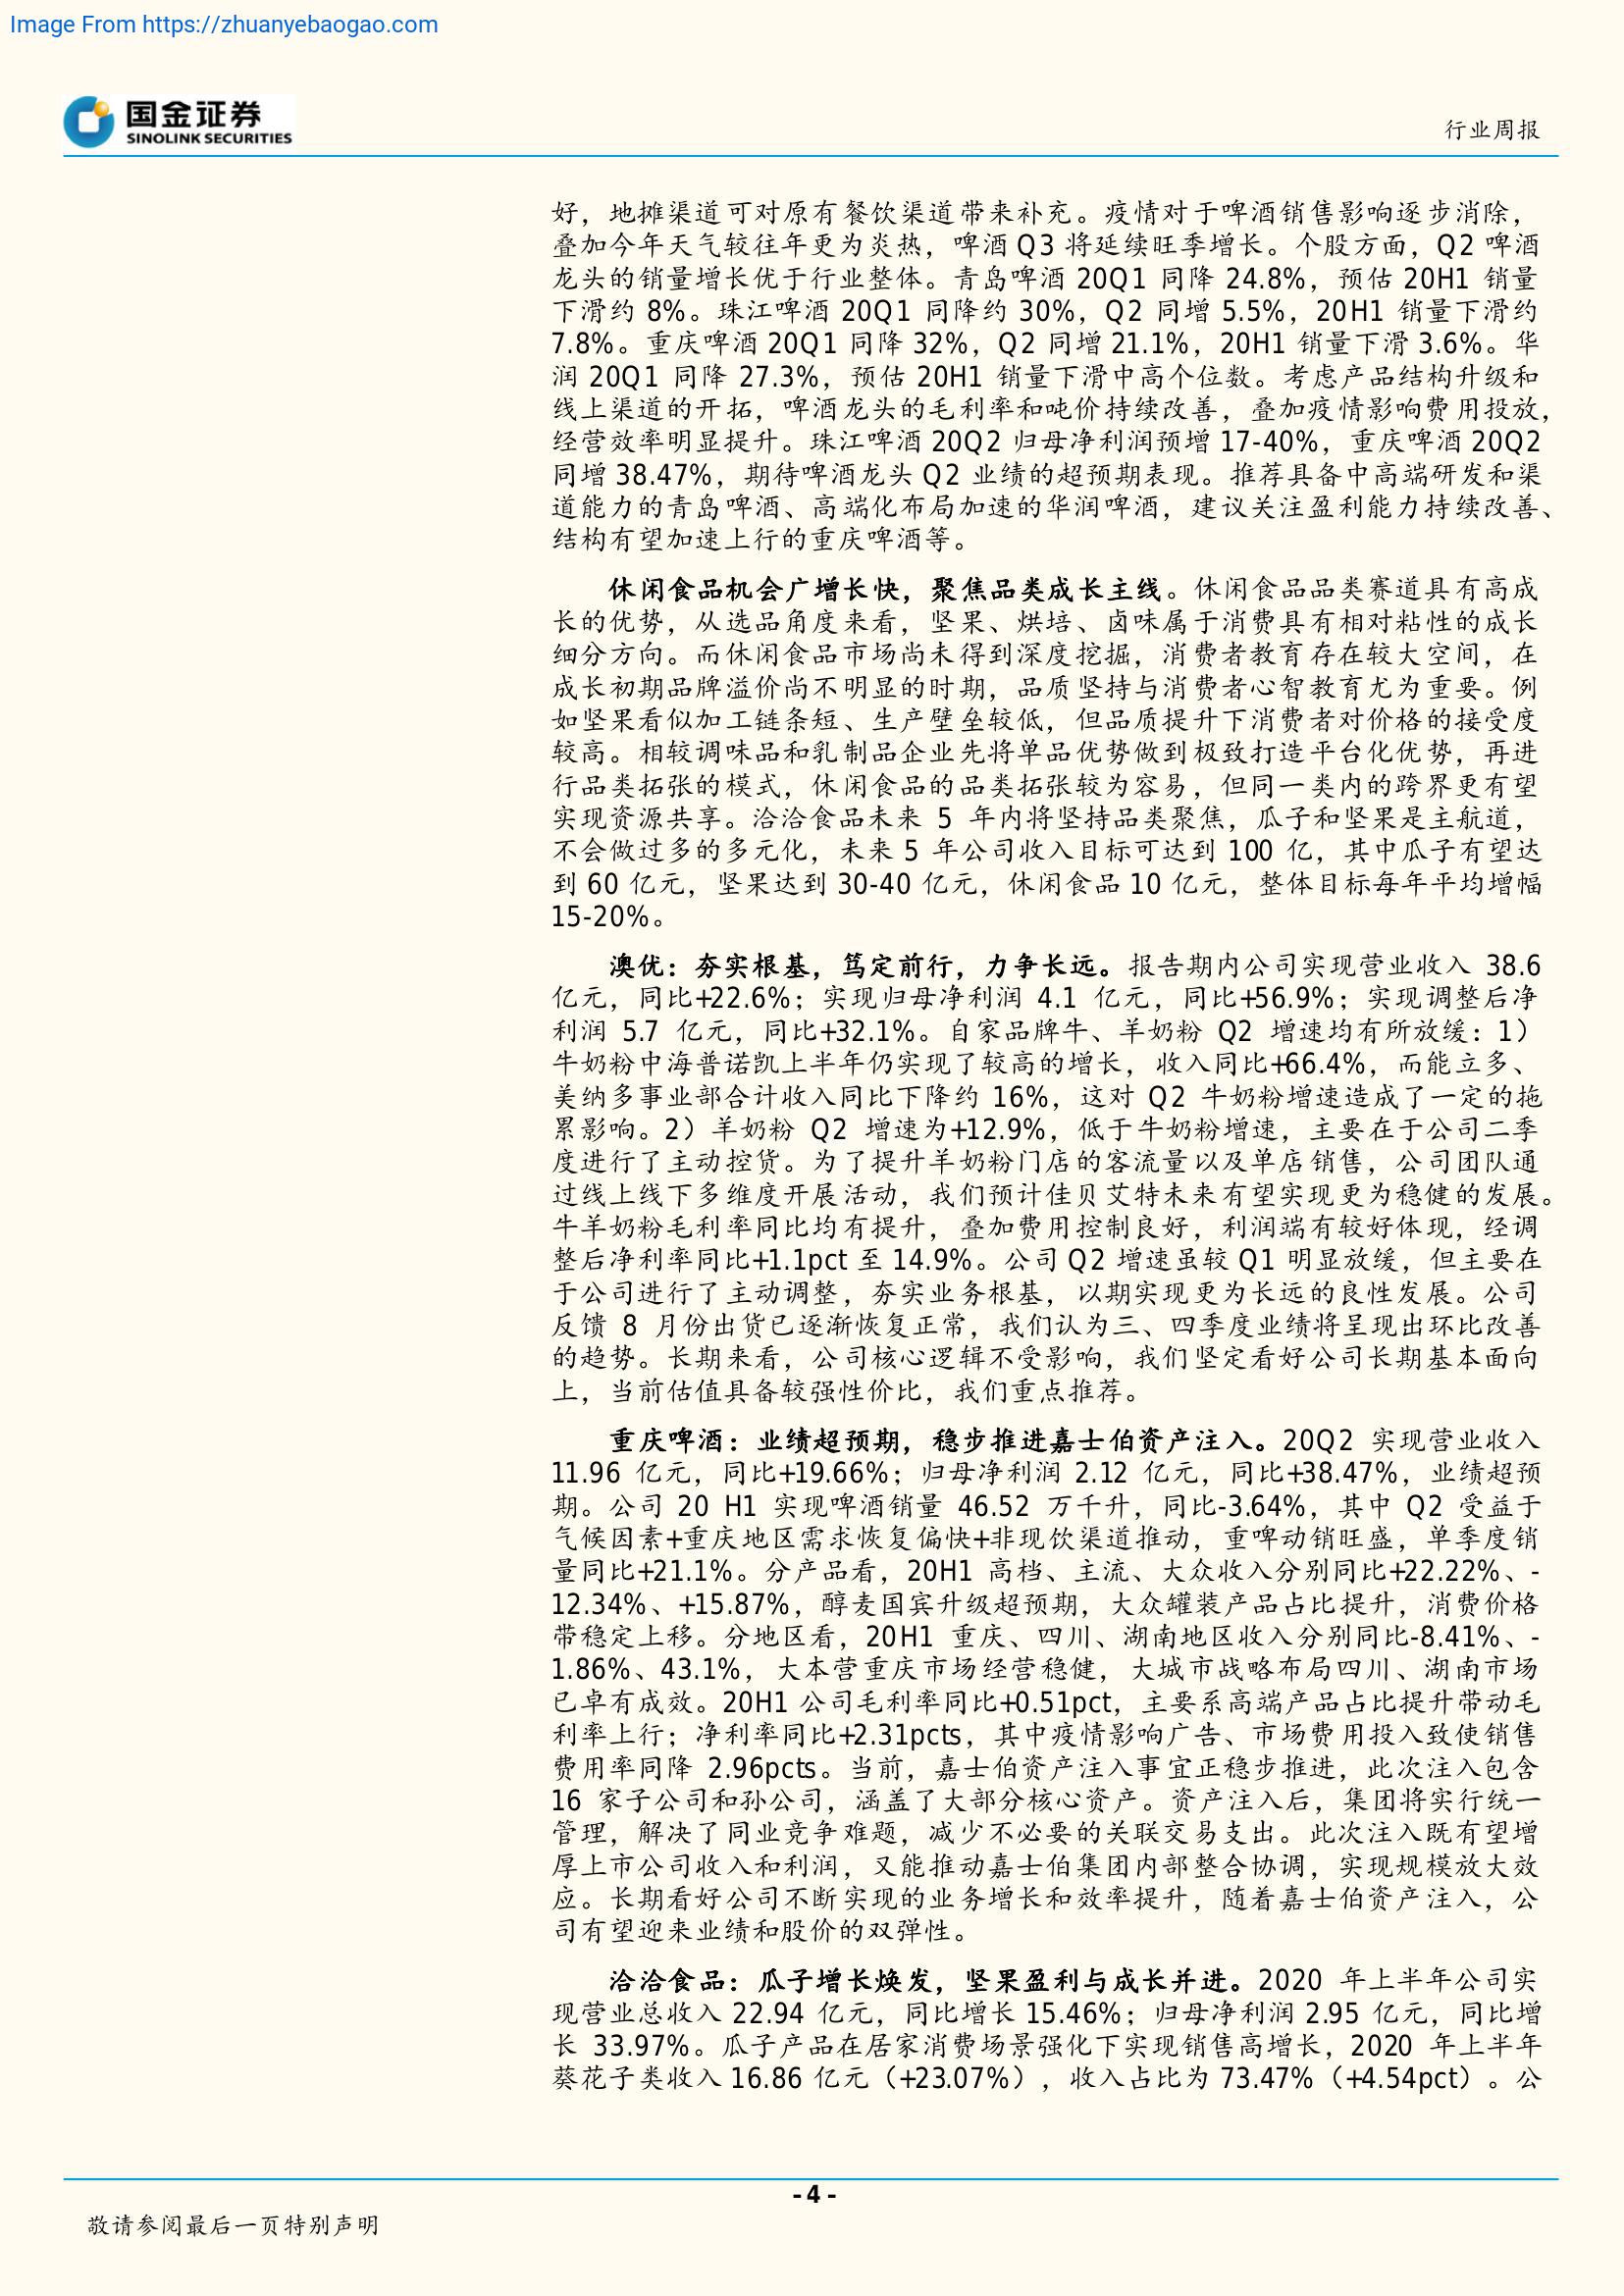 Image From https://zhuanyebaogao.com
国金证券
SINOLINK SECURITIES
行业周报
好，地摊渠道可对原有餐饮渠道带来补充。疫情对于啤酒销售影响逐步消除，
叠加今年天气较往年更为炎热，啤酒 Q3 将延续旺季增长。个股方面，Q2 啤酒
龙头的销量增长优于行业整体。青岛啤酒 20Q1 同降 24.8%，预估 20H1 销量
下滑约 8%。珠江啤酒 20Q1 同降约 30%，Q2 同增 5.5%，20H1 销量下滑约
7.8%。重庆啤酒 20Q1 同降 32%，Q2 同增 21.1%，20H1 销量下滑 3.6%。华
润 20Q1 同降 27.3%，预估 20H1 销量下滑中高个位数。考虑产品结构升级和
线上渠道的开拓，啤酒龙头的毛利率和吨价持续改善，叠加疫情影响费用投放，
经营效率明显提升。珠江啤酒 20Q2 归母净利润预增 17-40%，重庆啤酒 20Q2
同增 38.47%，期待啤酒龙头 Q2 业绩的超预期表现。推荐具备中高端研发和渠
道能力的青岛啤酒、高端化布局加速的华润啤酒，建议关注盈利能力持续改善、
结构有望加速上行的重庆啤酒等。
休闲食品机会广增长快，聚焦品类成长主线。休闲食品品类赛道具有高成
长的优势，从选品角度来看，坚果、烘培、卤味属于消费具有相对粘性的成长
细分方向。而休闲食品市场尚未得到深度挖掘，消费者教育存在较大空间，在
成长初期品牌溢价尚不明显的时期，品质坚持与消费者心智教育尤为重要。例
如坚果看似加工链条短、生产壁垒较低，但品质提升下消费者对价格的接受度
较高。相较调味品和乳制品企业先将单品优势做到极致打造平台化优势，再进
行品类拓张的模式，休闲食品的品类拓张较为容易，但同一类内的跨界更有望
实现资源共享。洽洽食品未来 5 年内将坚持品类聚焦，瓜子和坚果是主航道，
不会做过多的多元化，未来 5 年公司收入目标可达到 100 亿，其中瓜子有望达
到 60 亿元，坚果达到 30-40 亿元，休闲食品 10 亿元，整体目标每年平均增幅
15-20%。
澳优：夯实根基，笃定前行，力争长远。报告期内公司实现营业收入 38.6
亿元，同比+22.6%；实现归母净利润 4.1 亿元，同比+56.9%；实现调整后净
利润 5.7 亿元，同比+32.1%。自家品牌牛、羊奶粉 Q2 增速均有所放缓：1）
牛奶粉中海普诺凯上半年仍实现了较高的增长，收入同比+66.4%，而能立多、
美纳多事业部合计收入同比下降约 16%，这对 Q2 牛奶粉增速造成了一定的拖
累影响。2）羊奶粉 Q2 增速为+12.9%，低于牛奶粉增速，主要在于公司二季
度进行了主动控货。为了提升羊奶粉门店的客流量以及单店销售，公司团队通
过线上线下多维度开展活动，我们预计佳贝艾特未来有望实现更为稳健的发展。
牛羊奶粉毛利率同比均有提升，叠加费用控制良好，利润端有较好体现，经调
整后净利率同比+1.1pct 至 14.9%。公司 Q2 增速虽较 Q1 明显放缓，但主要在
于公司进行了主动调整，夯实业务根基，以期实现更为长远的良性发展。公司
反馈 8 月份出货已逐渐恢复正常，我们认为三、四季度业绩将呈现出环比改善
的趋势。长期来看，公司核心逻辑不受影响，我们坚定看好公司长期基本面向
上，当前估值具备较强性价比，我们重点推荐。
重庆啤酒：业绩超预期，稳步推进嘉士伯资产注入。20Q2 实现营业收入
11.96 亿元，同比+19.66%；归母净利润 2.12 亿元，同比+38.47%，业绩超预
期。公司 20 H1 实现啤酒销量 46.52 万千升，同比-3.64%，其中 Q2 受益于
气候因素+重庆地区需求恢复偏快+非现饮渠道推动，重啤动销旺盛，单季度销
量同比+21.1%。分产品看，20H1 高档、主流、大众收入分别同比+22.22%、-
12.34%、+15.87%，醇麦国宾升级超预期，大众罐装产品占比提升，消费价格
带稳定上移。分地区看，20H1 重庆、四川、湖南地区收入分别同比-8.41%、-
1.86%、43.1%，大本营重庆市场经营稳健，大城市战略布局四川、湖南市场
已卓有成效。20H1 公司毛利率同比+0.51pct，主要系高端产品占比提升带动毛
利率上行；净利率同比+2.31pcts，其中疫情影响广告、市场费用投入致使销售
费用率同降 2.96pcts。当前，嘉士伯资产注入事宜正稳步推进，此次注入包含
16 家子公司和孙公司，涵盖了大部分核心资产。资产注入后，集团将实行统一
管理，解决了同业竞争难题，减少不必要的关联交易支出。此次注入既有望增
厚上市公司收入和利润，又能推动嘉士伯集团内部整合协调，实现规模放大效
应。长期看好公司不断实现的业务增长和效率提升，随着嘉士伯资产注入，公
司有望迎来业绩和股价的双弹性。
洽洽食品：瓜子增长焕发，坚果盈利与成长并进。2020 年上半年公司实
现营业总收入 22.94 亿元，同比增长 15.46%；归母净利润 2.95 亿元，同比增
长 33.97%。瓜子产品在居家消费场景强化下实现销售高增长，2020 年上半年
葵花子类收入 16.86 亿元（+23.07%），收入占比为 73.47%（+4.54pct）。公
- 4 -
敬请参阅最后一页特别声明